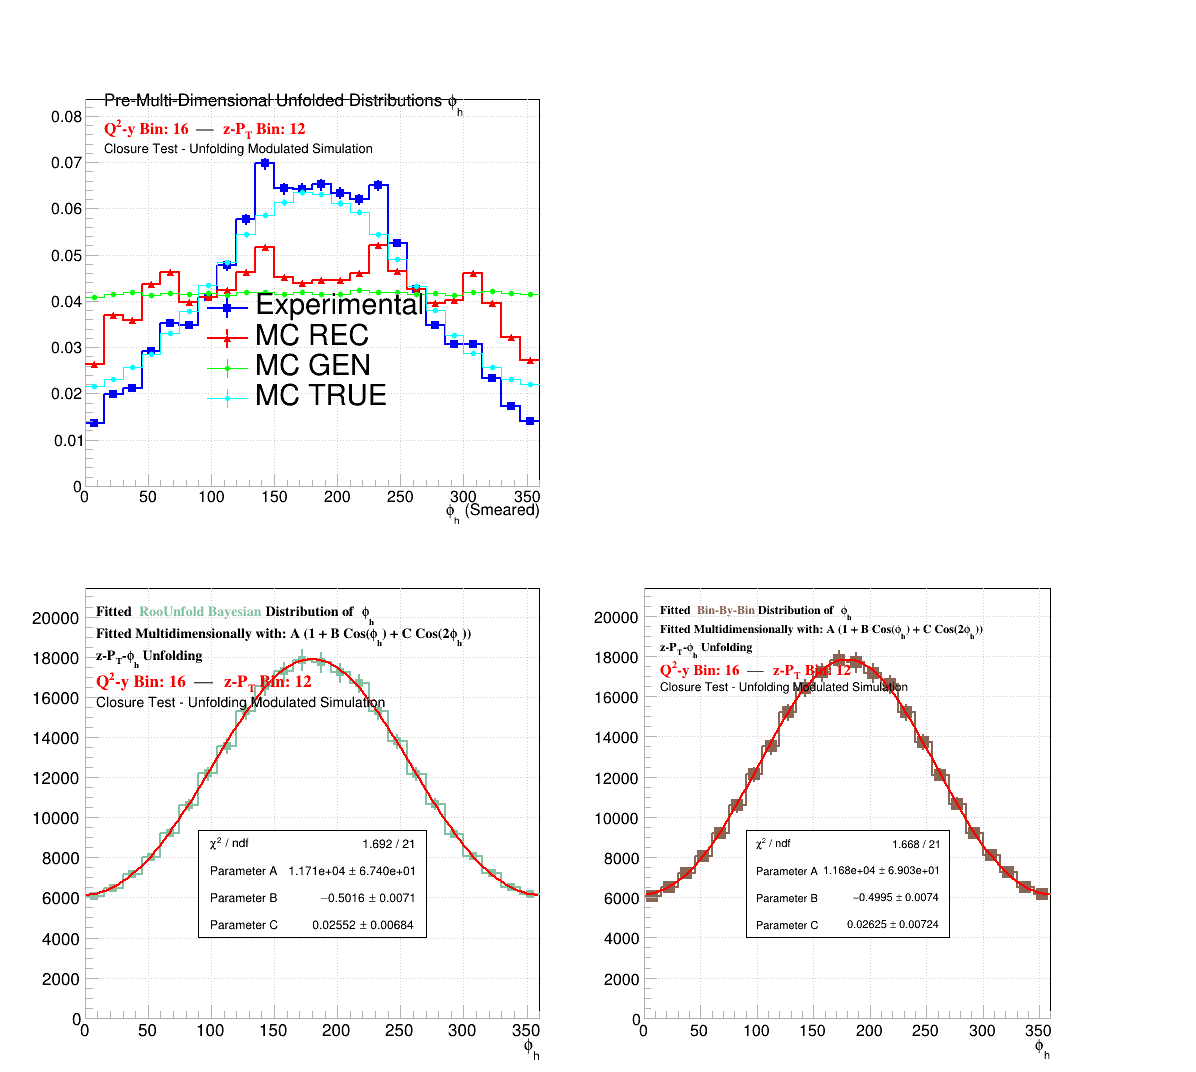 Pre-Multi-Dimensional Unfolded Distributions ϕh
Q²-y Bin: 16 — z-PT Bin: 12
Closure Test - Unfolding Modulated Simulation
0.08
0.07
0.06
0.05
0.04
0.03
0.02
0.01
0
Experimental
MC REC
MC GEN
MC TRUE
0 50 100 150 200 250 300 350
ϕh (Smeared)
Fitted RooUnfold Bayesian Distribution of ϕh
Fitted Multidimensionally with: A (1 + B Cos(ϕh) + C Cos(2ϕh))
z-PT-ϕh Unfolding
Q²-y Bin: 16 — z-PT Bin: 12
Closure Test - Unfolding Modulated Simulation
20000
18000
16000
14000
12000
10000
8000
6000
4000
2000
0
χ² / ndf 1.692 / 21
Parameter A 1.171e+04 ± 6.740e+01
Parameter B −0.5016 ± 0.0071
Parameter C 0.02552 ± 0.00684
0 50 100 150 200 250 300 350
ϕh
Fitted Bin-By-Bin Distribution of ϕh
Fitted Multidimensionally with: A (1 + B Cos(ϕh) + C Cos(2ϕh))
z-PT-ϕh Unfolding
Q²-y Bin: 16 — z-PT Bin: 12
Closure Test - Unfolding Modulated Simulation
20000
18000
16000
14000
12000
10000
8000
6000
4000
2000
0
χ² / ndf 1.668 / 21
Parameter A 1.168e+04 ± 6.903e+01
Parameter B −0.4995 ± 0.0074
Parameter C 0.02625 ± 0.00724
0 50 100 150 200 250 300 350
ϕh